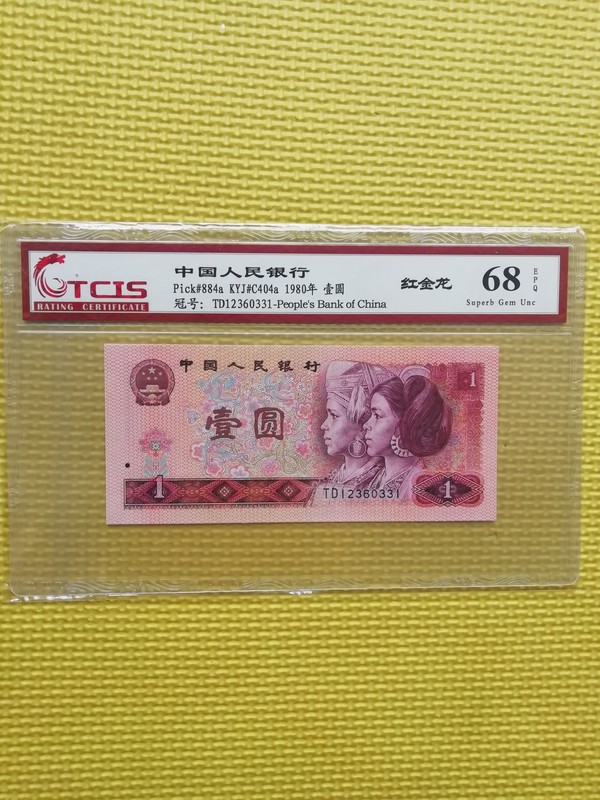 TCIS
RATING CERTIFICATE
中国人民银行
Pick#884a KYJ#C404a 1980年 壹圆
冠号: TD12360331-People's Bank of China
红金龙
68
EPQ
Superb Gem Unc
中国人民银行
1
壹圆
1
TD12360331
1